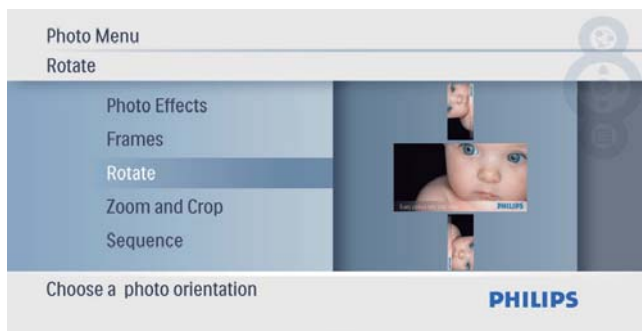 Photo Menu
Rotate
Photo Effects
Frames
Rotate
Zoom and Crop
Sequence
PHILIPS
Choose a photo orientation
PHILIPS